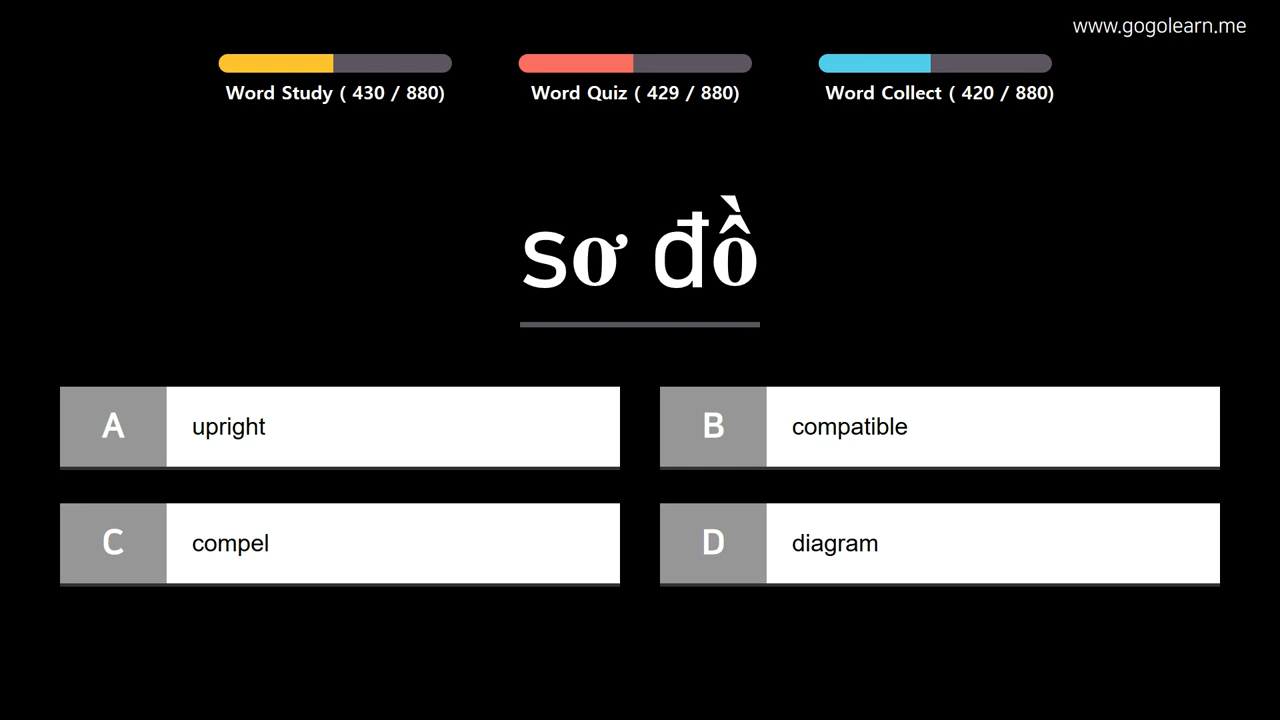 www.gogolearn.me
Word Study ( 430 / 880)
Word Quiz ( 429 / 880)
Word Collect ( 420 / 880)
sơ đồ
A upright
B compatible
C compel
D diagram